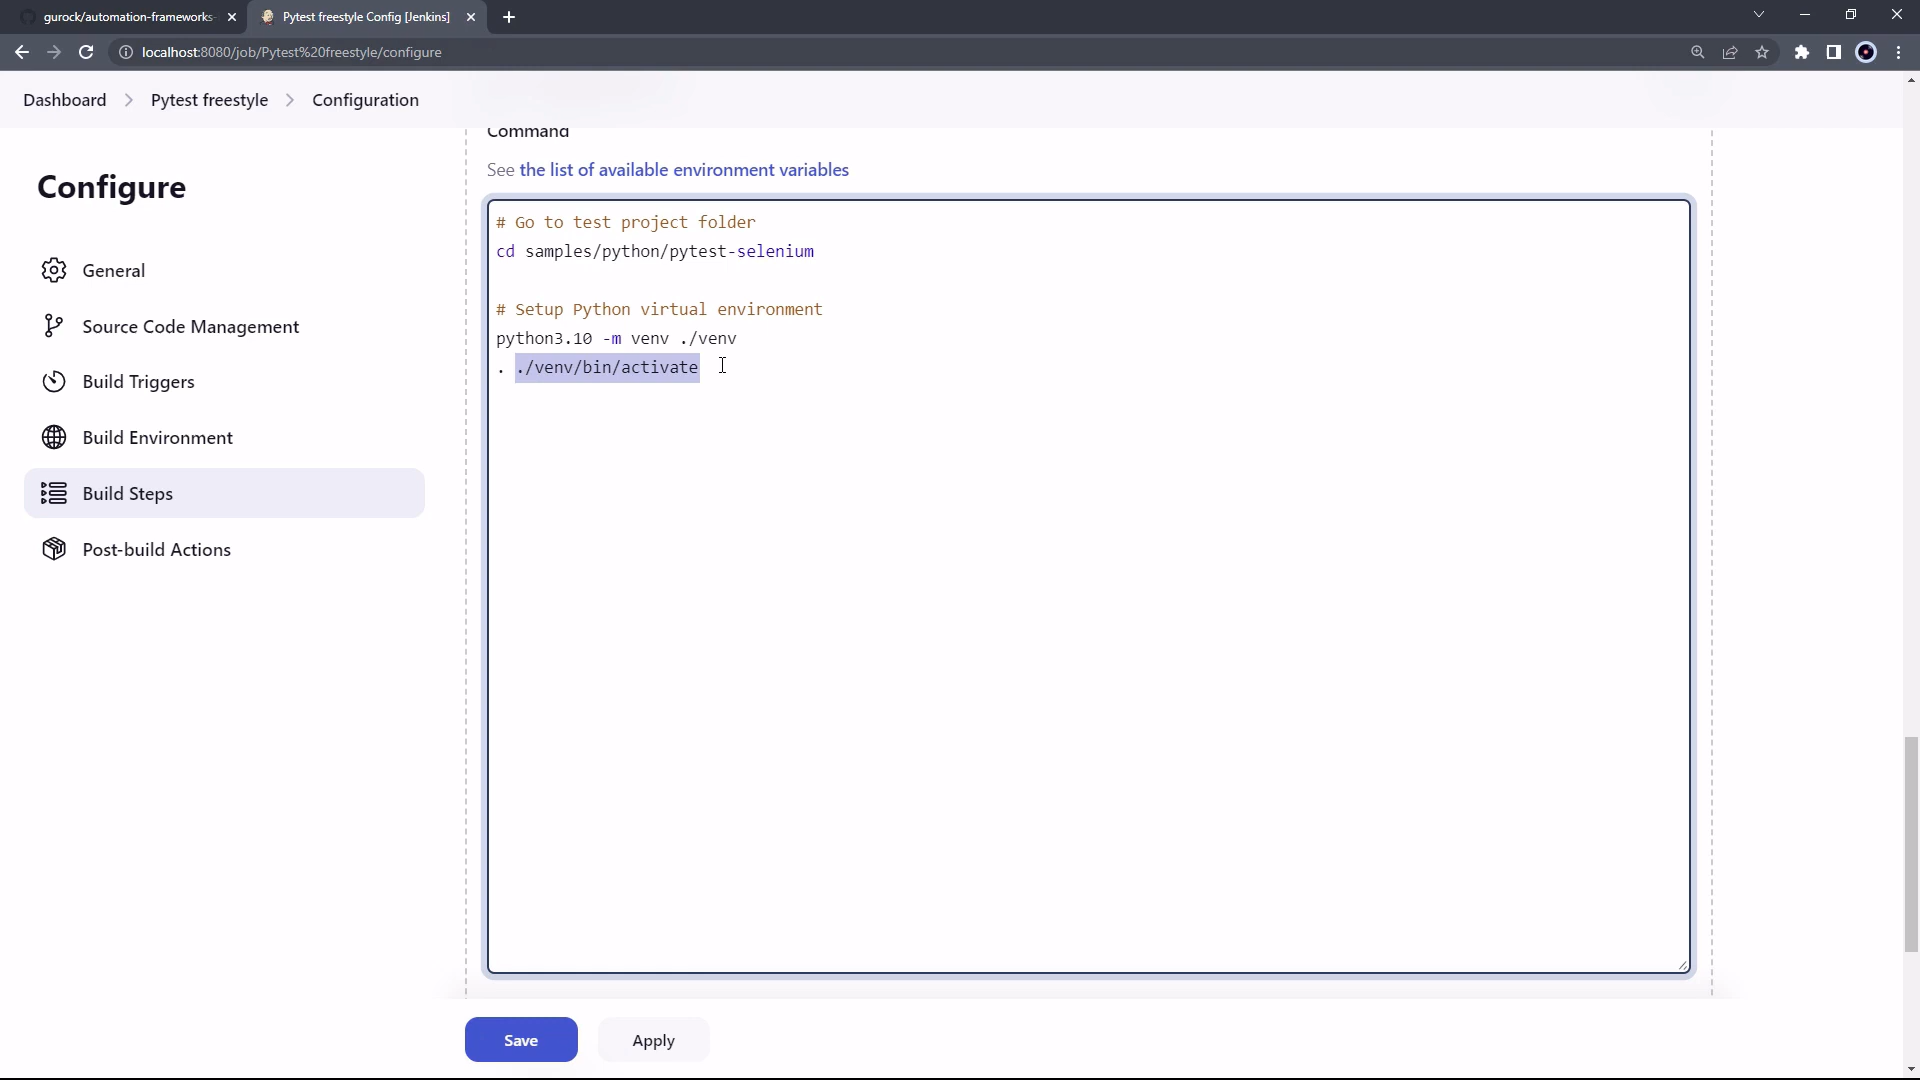 gurock/automation-frameworks-
Pytest freestyle Config [Jenkins]
localhost:8080/job/Pytest%20freestyle/configure
Dashboard
Pytest freestyle
Configuration
Configure
General
Source Code Management
Build Triggers
Build Environment
Build Steps
Post-build Actions
Command
See the list of available environment variables
# Go to test project folder
cd samples/python/pytest-selenium
# Setup Python virtual environment
python3.10 -m venv ./venv
. ./venv/bin/activate
Save
Apply